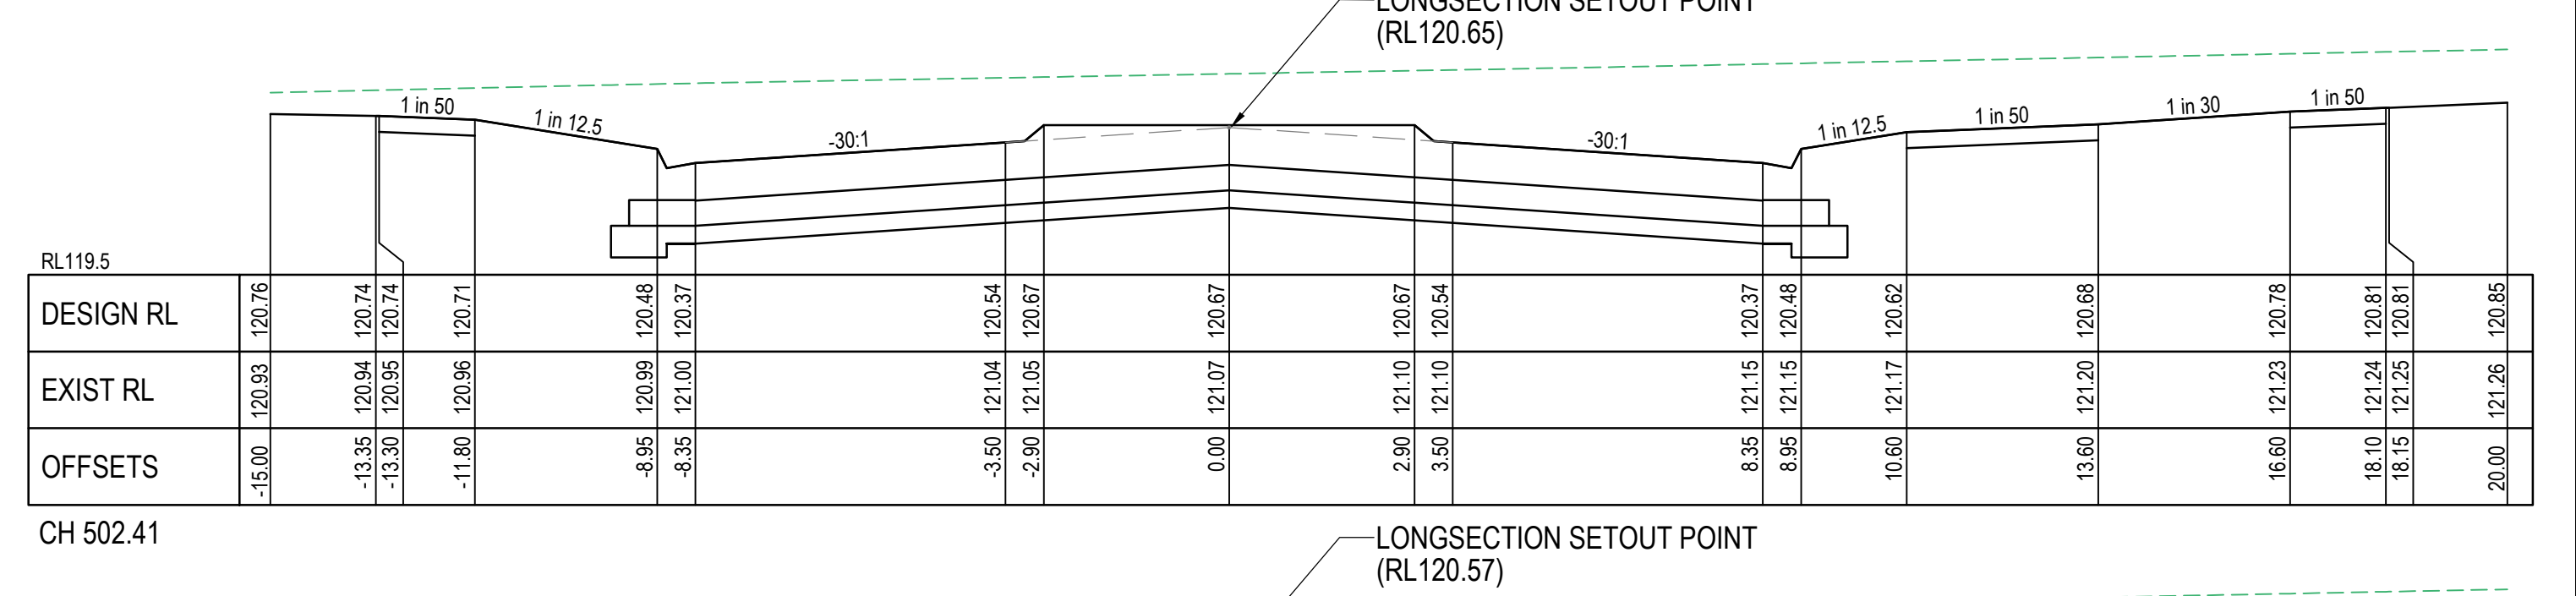 LONGSECTION SETOUT POINT
(RL120.65)
1 in 50
1 in 12.5
-30:1
-30:1
1 in 12.5
1 in 50
1 in 30
1 in 50
RL119.5
DESIGN RL 120.76 120.74 120.74 120.71 120.48 120.37 120.54 120.67 120.67 120.67 120.54 120.37 120.48 120.62 120.68 120.78 120.81 120.81 120.85
EXIST RL 120.93 120.94 120.95 120.96 120.99 121.00 121.04 121.05 121.07 121.10 121.10 121.15 121.15 121.17 121.20 121.23 121.24 121.25 121.26
OFFSETS -15.00 -13.35 -13.30 -11.80 -8.95 -8.35 -3.50 -2.90 0.00 2.90 3.50 8.35 8.95 10.60 13.60 16.60 18.10 18.15 20.00
CH 502.41
LONGSECTION SETOUT POINT
(RL120.57)